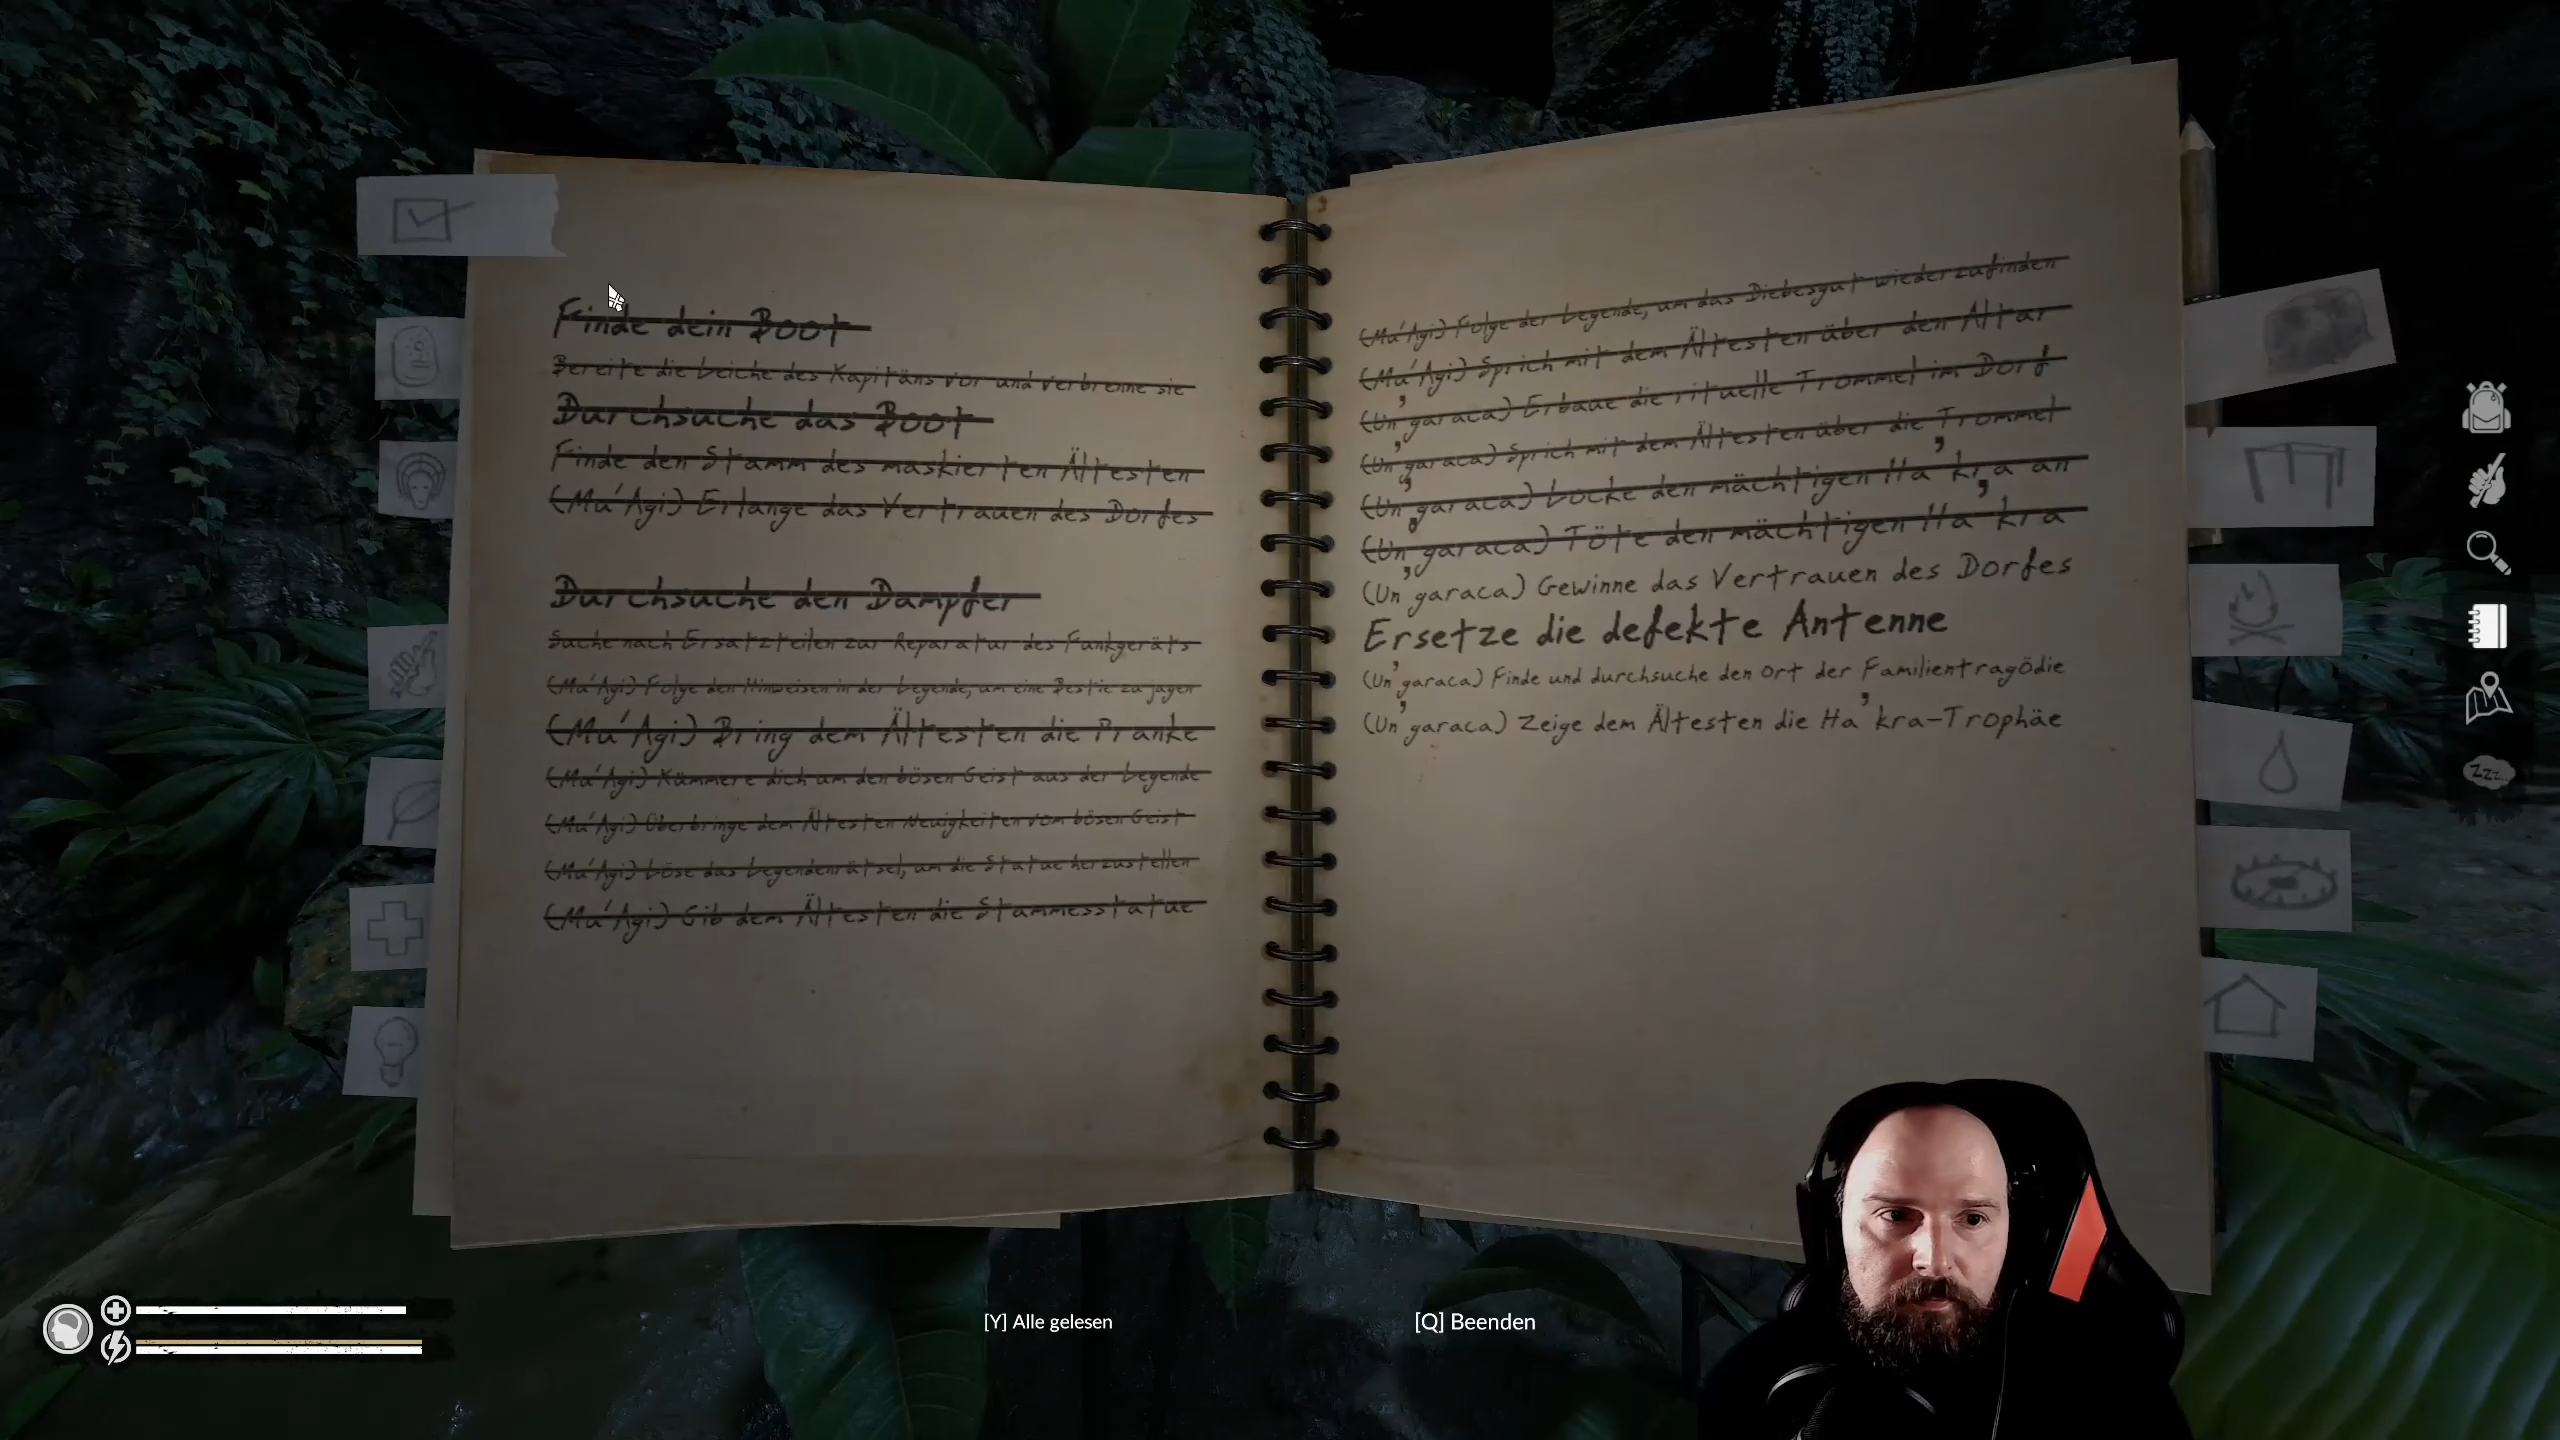 Finde dein Boot
Bereite die Leiche des Kapitäns vor und verbrenne sie
Durchsuche das Boot
Finde den Stamm des maskierten Ältesten
(Mu'Agi) Erlange das Vertrauen des Dorfes
Durchsuche den Dampfer
Suche nach Ersatzteilen zur Reparatur des Funkgeräts
(Mu'Agi) Folge den Hinweisen in der Legende, um eine Bestie zu jagen
(Mu'Agi) Bring dem Ältesten die Pranke
(Mu'Agi) Kümmere dich um den bösen Geist aus der Legende
(Mu'Agi) Überbringe dem Ältesten Neuigkeiten vom bösen Geist
(Mu'Agi) Löse das Legendenrätsel, um die Statue herzustellen
(Mu'Agi) Gib dem Ältesten die Stammesstatue
(Mu'Agi) Folge der Legende, um das Diebesgut wiederzufinden
(Mu'Agi) Sprich mit dem Ältesten über den Altar
(Un'garaca) Erbaue die rituelle Trommel im Dorf
(Un'garaca) Sprich mit dem Ältesten über die Trommel
(Un'garaca) Locke den mächtigen Ha'kra an
(Un'garaca) Töte den mächtigen Ha'kra
(Un'garaca) Gewinne das Vertrauen des Dorfes
Ersetze die defekte Antenne
(Un'garaca) Finde und durchsuche den Ort der Familientragödie
(Un'garaca) Zeige dem Ältesten die Ha'kra-Trophäe
zzz..
[Y] Alle gelesen
[Q] Beenden